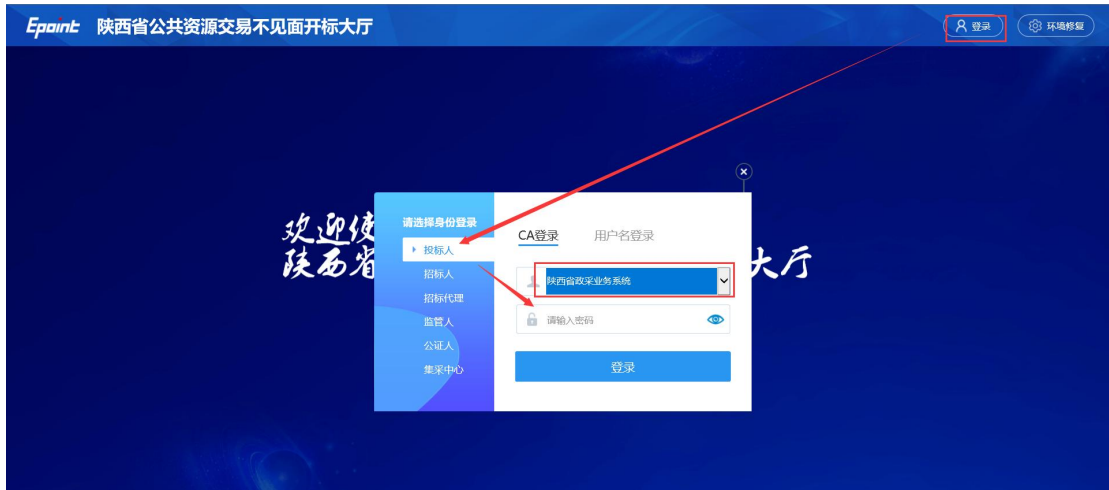 Epoint 陕西省公共资源交易不见面开标大厅
登录
环境修复
欢迎使
陕西省
大厅
请选择身份登录
投标人
招标人
招标代理
监管人
公证人
集采中心
CA登录 用户名登录
陕西省政采业务系统
请输入密码
登录